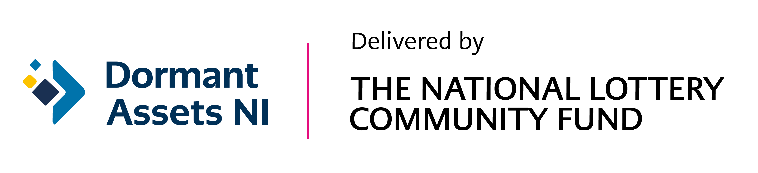 Dormant
Assets NI
Delivered by
THE NATIONAL LOTTERY
COMMUNITY FUND